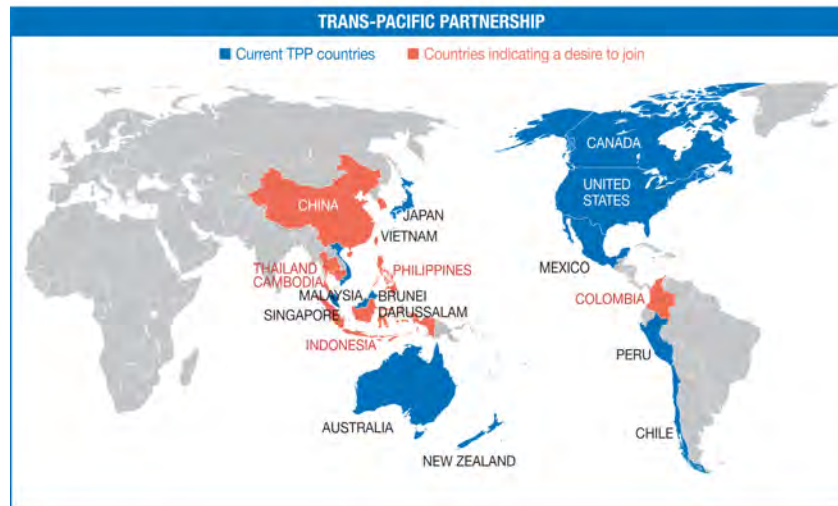 TRANS-PACIFIC PARTNERSHIP
Current TPP countries
Countries indicating a desire to join
CANADA
UNITED
STATES
CHINA
JAPAN
VIETNAM
THAILAND
CAMBODIA
PHILIPPINES
MEXICO
MALAYSIA
BRUNEI
DARUSSALAM
SINGAPORE
COLOMBIA
INDONESIA
PERU
AUSTRALIA
CHILE
NEW ZEALAND